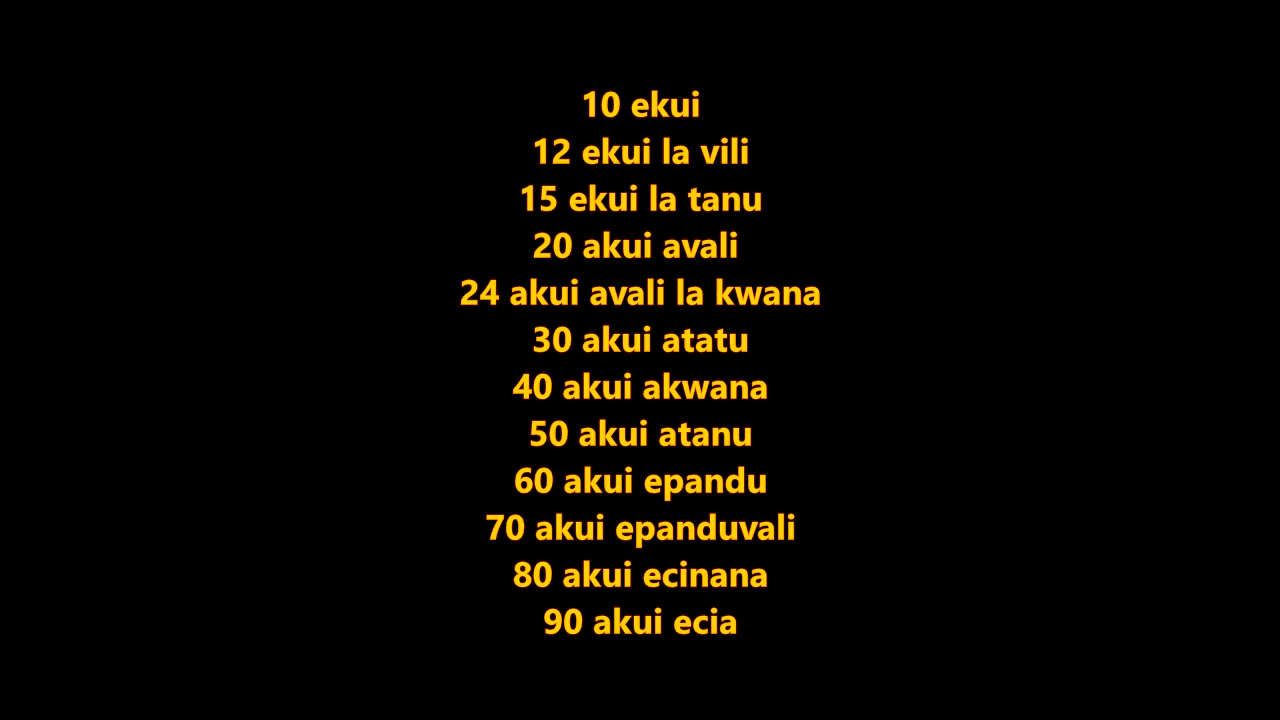 10 ekui
12 ekui la vili
15 ekui la tanu
20 akui avali
24 akui avali la kwana
30 akui atatu
40 akui akwana
50 akui atanu
60 akui epandu
70 akui epanduvali
80 akui ecinana
90 akui ecia